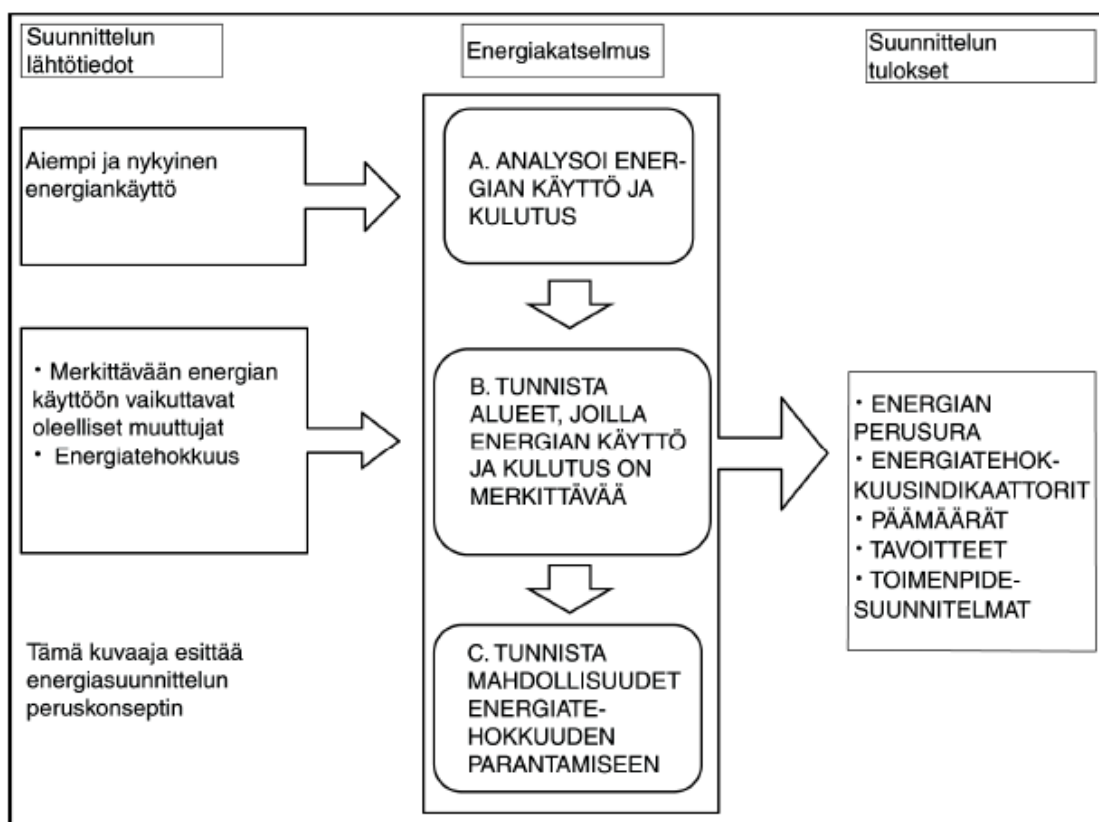 Suunnittelun
lähtötiedot
Energiakatselmus
Suunnittelun
tulokset
Aiempi ja nykyinen
energiankäyttö
A. ANALYSOI ENER-
GIAN KÄYTTÖ JA
KULUTUS
• Merkittävään energian
käyttöön vaikuttavat
oleelliset muuttujat
• Energiatehokkuus
B. TUNNISTA
ALUEET, JOILLA
ENERGIAN KÄYTTÖ
JA KULUTUS ON
MERKITTÄVÄÄ
• ENERGIAN
PERUSURA
• ENERGIATEHOK-
KUUSINDIKAATTORIT
• PÄÄMÄÄRÄT
• TAVOITTEET
• TOIMENPIDE-
SUUNNITELMAT
Tämä kuvaaja esittää
energiasuunnittelun
peruskonseptin
C. TUNNISTA
MAHDOLLISUUDET
ENERGIATE-
HOKKUUDEN
PARANTAMISEEN